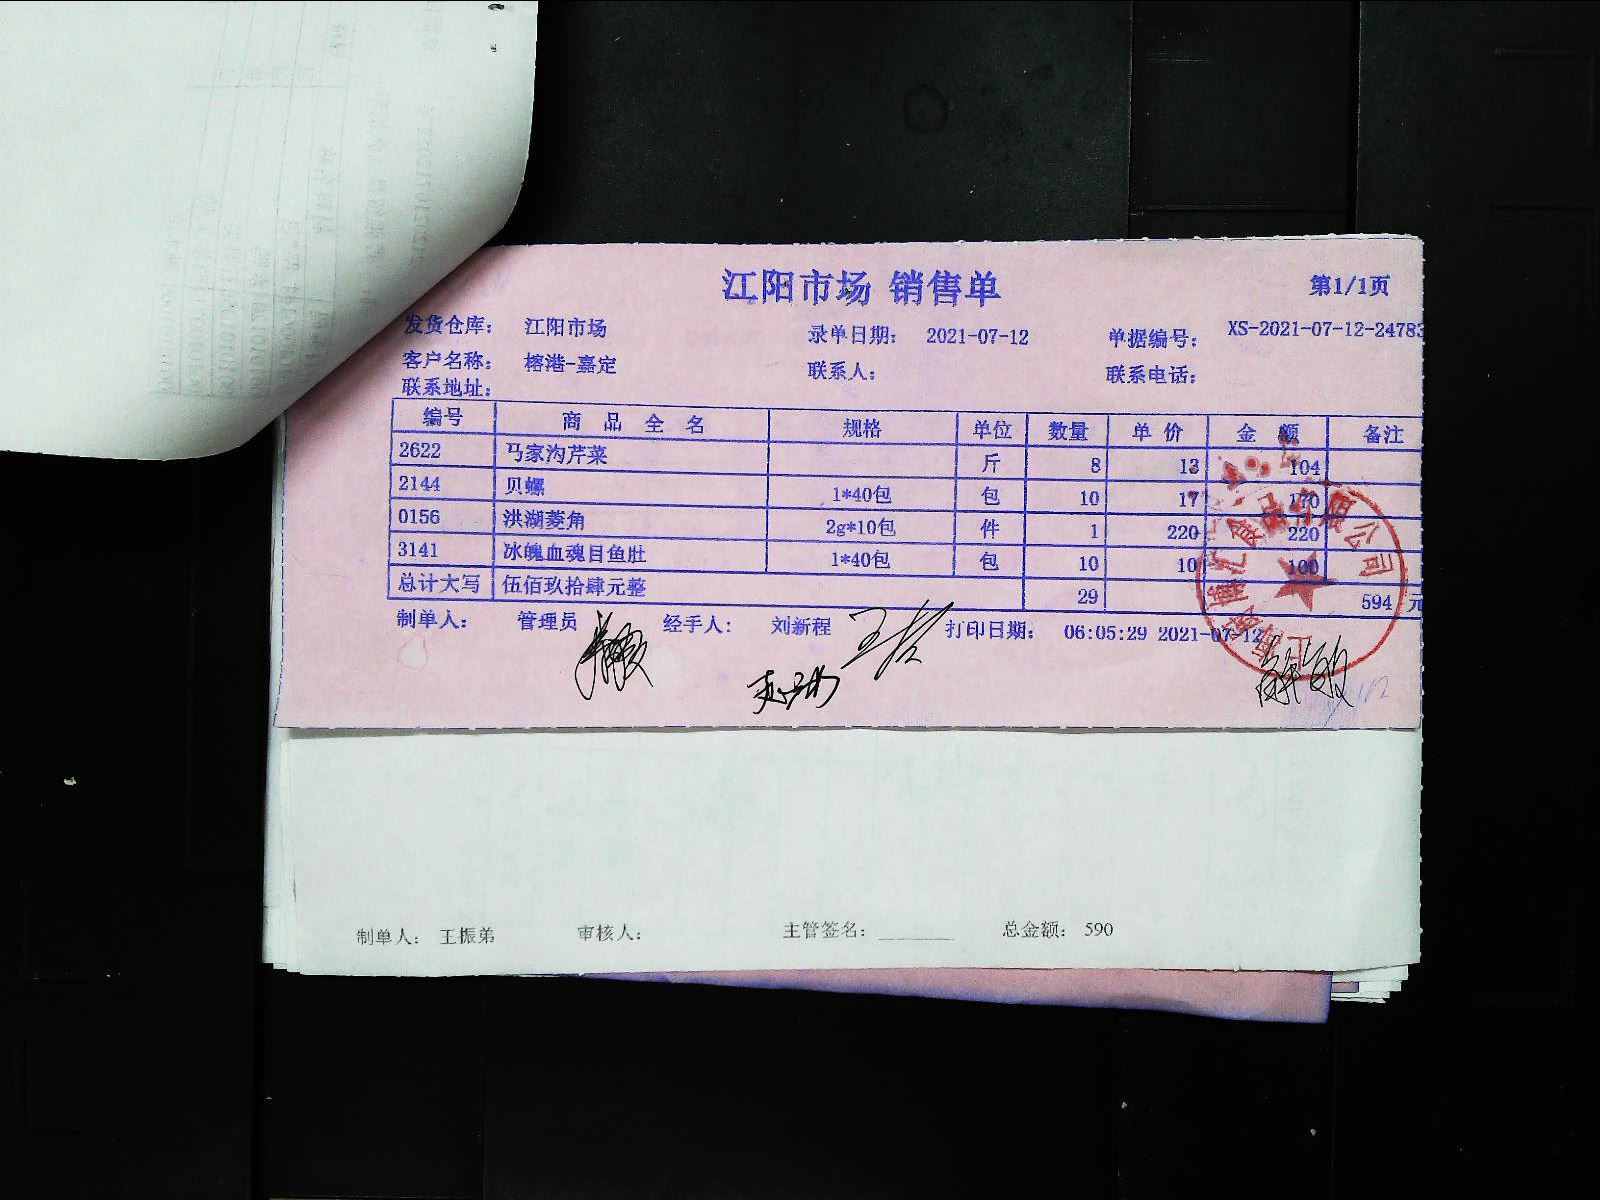 江阳市场 销售单
第1/1页
发货仓库： 江阳市场 录单日期： 2021-07-12 单据编号： XS-2021-07-12-24783
客户名称： 榕港-嘉定 联系人： 联系电话：
联系地址：
编号 商品全名 规格 单位 数量 单价 金额 备注
2622 马家沟芹菜 斤 8 13 104
2144 贝螺 1*40包 包 10 17 170
0156 洪湖菱角 2g*10包 件 1 220 220
3141 冰魄血魂目鱼肚 1*40包 包 10 10 100
总计大写 伍佰玖拾肆元整 29 594 元
制单人： 管理员 经手人： 刘新程 打印日期： 06:05:29 2021-07-12
制单人： 王振弟 审核人： 主管签名：______ 总金额： 590